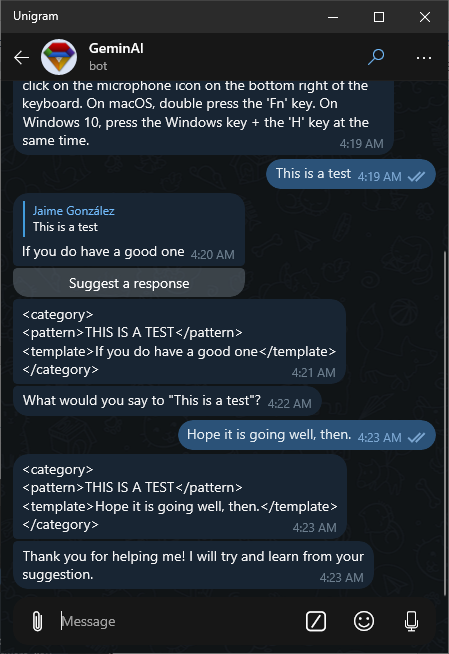 Unigram
GeminAI
bot
click on the microphone icon on the bottom right of the
keyboard. On macOS, double press the 'Fn' key. On
Windows 10, press the Windows key + the 'H' key at the
same time.
4:19 AM
This is a test 4:19 AM
Jaime González
This is a test
If you do have a good one 4:20 AM
Suggest a response
<category>
<pattern>THIS IS A TEST</pattern>
<template>If you do have a good one</template>
</category>
4:21 AM
What would you say to "This is a test"? 4:22 AM
Hope it is going well, then. 4:23 AM
<category>
<pattern>THIS IS A TEST</pattern>
<template>Hope it is going well, then.</template>
</category>
4:23 AM
Thank you for helping me! I will try and learn from your
suggestion.
4:23 AM
Message